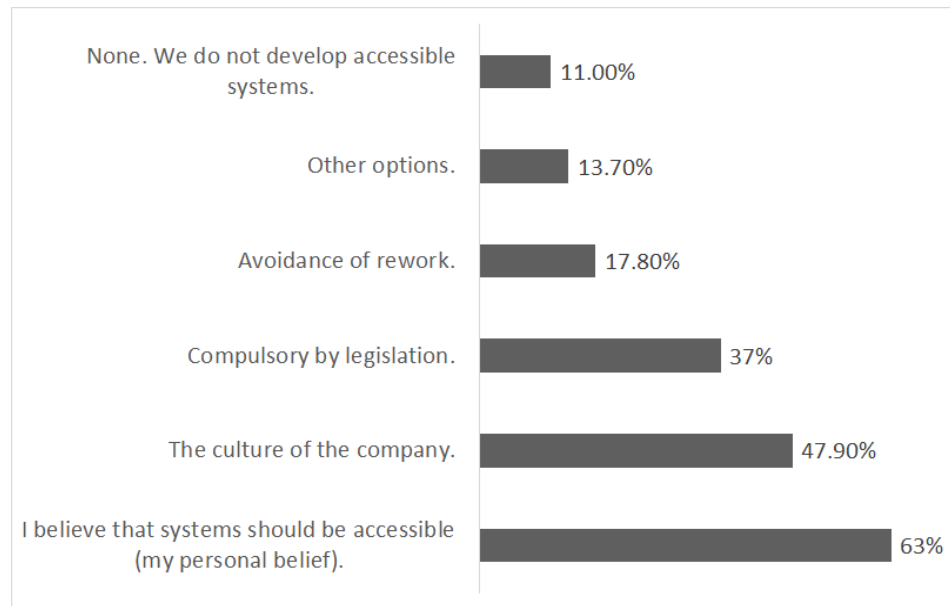 None. We do not develop accessible
systems.
11.00%
Other options.
13.70%
Avoidance of rework.
17.80%
Compulsory by legislation.
37%
The culture of the company.
47.90%
I believe that systems should be accessible
(my personal belief).
63%